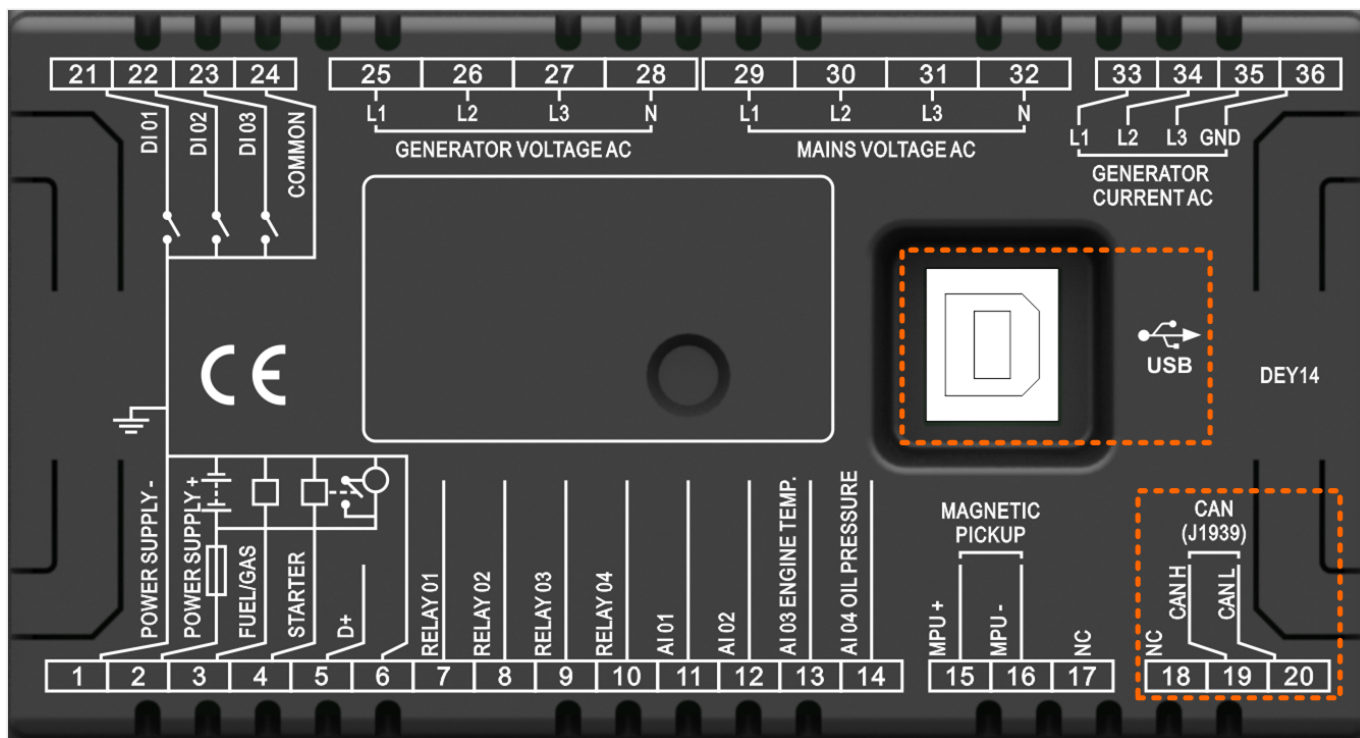 21 22 23 24 25 26 27 28 29 30 31 32 33 34 35 36
DI 01
DI 02
DI 03
COMMON
L1 L2 L3 N
GENERATOR VOLTAGE AC
L1 L2 L3 N
MAINS VOLTAGE AC
L1 L2 L3 GND
GENERATOR
CURRENT AC
CE
USB
DEY14
POWER SUPPLY -
POWER SUPPLY +
FUEL/GAS
STARTER
D+
RELAY 01
RELAY 02
RELAY 03
RELAY 04
AI 01
AI 02
AI 03 ENGINE TEMP.
AI 04 OIL PRESSURE
MAGNETIC
PICKUP
MPU +
MPU -
NC
CAN
(J1939)
NC
CAN H
CAN L
1 2 3 4 5 6 7 8 9 10 11 12 13 14 15 16 17 18 19 20